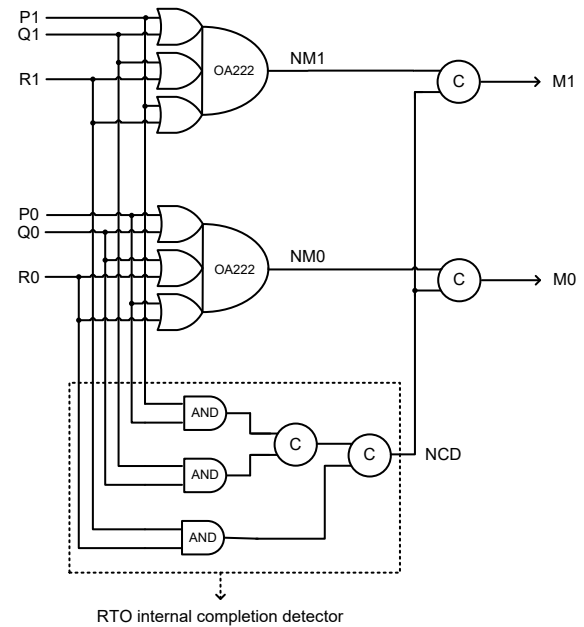 P1
Q1
R1
OA222
NM1
C
M1
P0
Q0
R0
OA222
NM0
C
M0
AND
C
AND
C
NCD
AND
RTO internal completion detector